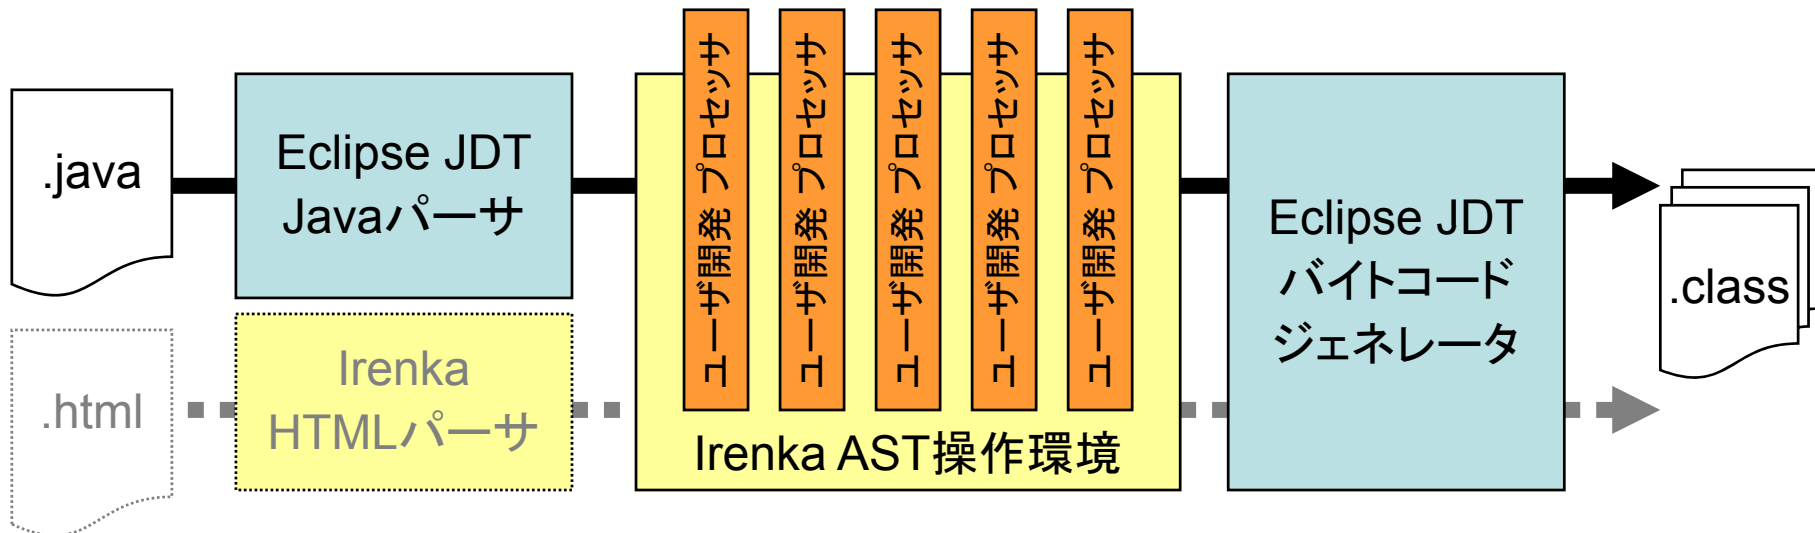 .java
Eclipse JDT
Javaパーサ
.html
Irenka
HTMLパーサ
ユーザ開発 プロセッサ
ユーザ開発 プロセッサ
ユーザ開発 プロセッサ
ユーザ開発 プロセッサ
ユーザ開発 プロセッサ
Irenka AST操作環境
Eclipse JDT
バイトコード
ジェネレータ
.class